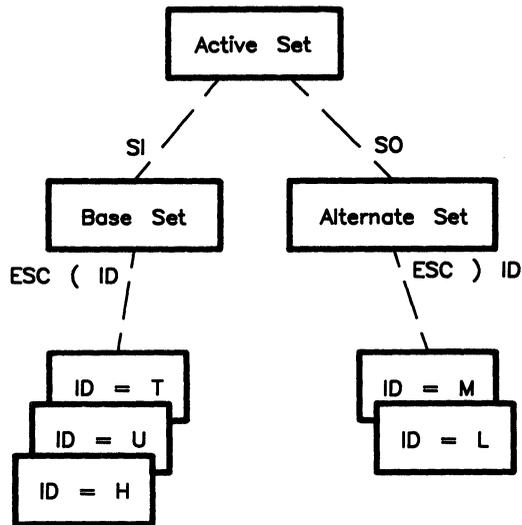 Active Set
SI
SO
Base Set
Alternate Set
ESC ( ID
ESC ) ID
ID = T
ID = M
ID = U
ID = L
ID = H